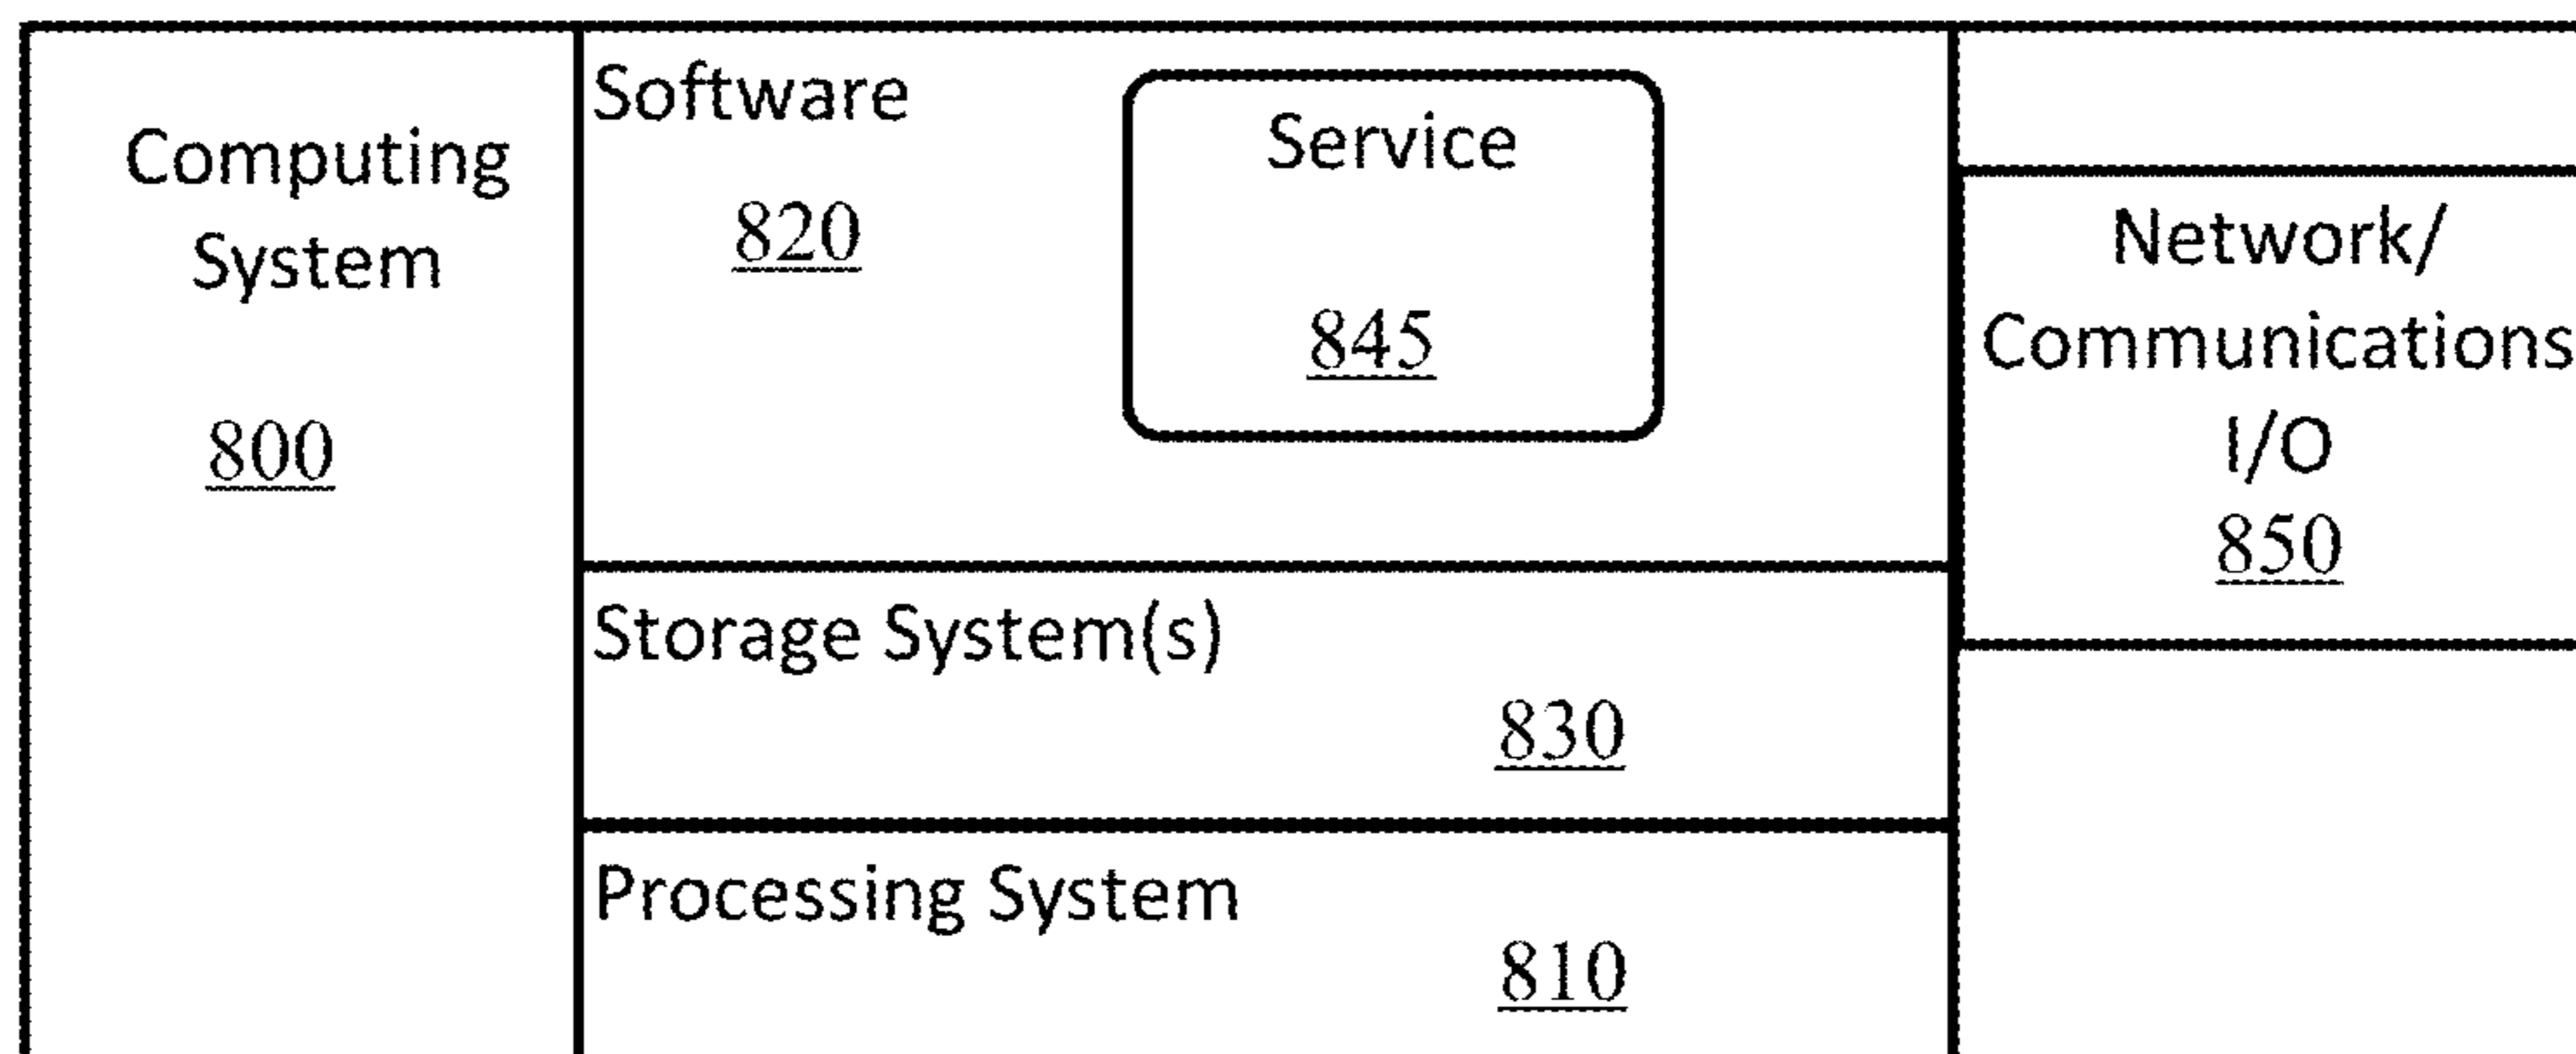 Computing
System
800
Software
820
Service
845
Storage System(s)
830
Processing System
810
Network/
Communications
I/O
850